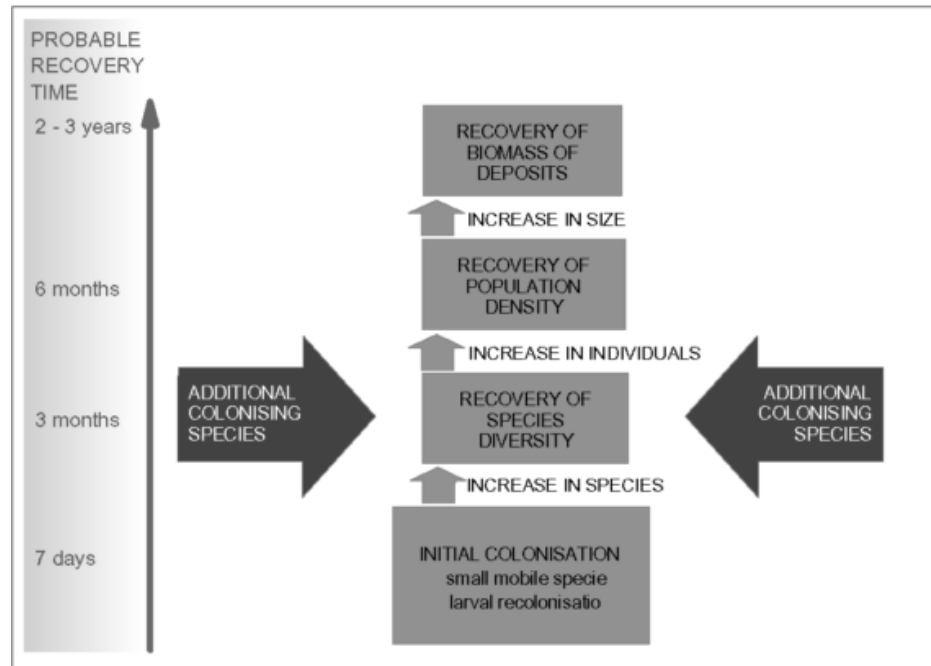 PROBABLE
RECOVERY
TIME
2 - 3 years
6 months
3 months
7 days
RECOVERY OF
BIOMASS OF
DEPOSITS
INCREASE IN SIZE
RECOVERY OF
POPULATION
DENSITY
INCREASE IN INDIVIDUALS
ADDITIONAL
COLONISING
SPECIES
RECOVERY OF
SPECIES
DIVERSITY
ADDITIONAL
COLONISING
SPECIES
INCREASE IN SPECIES
INITIAL COLONISATION
small mobile specie
larval recolonisatio